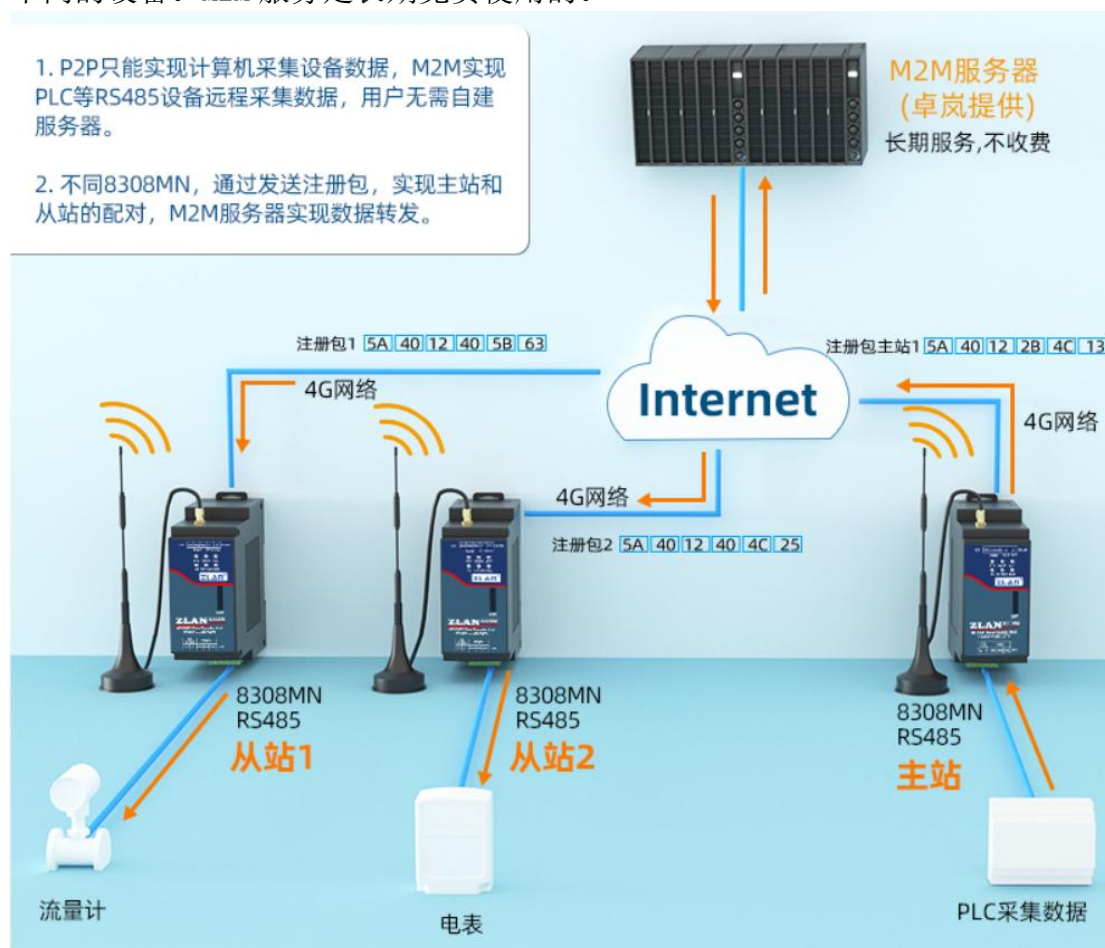 1. P2P只能实现计算机采集设备数据，M2M实现
PLC等RS485设备远程采集数据，用户无需自建
服务器。
2. 不同8308MN，通过发送注册包，实现主站和
从站的配对，M2M服务器实现数据转发。
M2M服务器
(卓岚提供)
长期服务,不收费
注册包1 5A 40 12 40 5B 63
注册包主站1 5A 40 12 2B 4C 13
4G网络
Internet
4G网络
4G网络
注册包2 5A 40 12 40 4C 25
ZLAN
ZLAN
ZLAN
ZLAN
ZLAN
ZLAN
8308MN
RS485
从站1
8308MN
RS485
从站2
8308MN
RS485
主站
流量计
电表
PLC采集数据